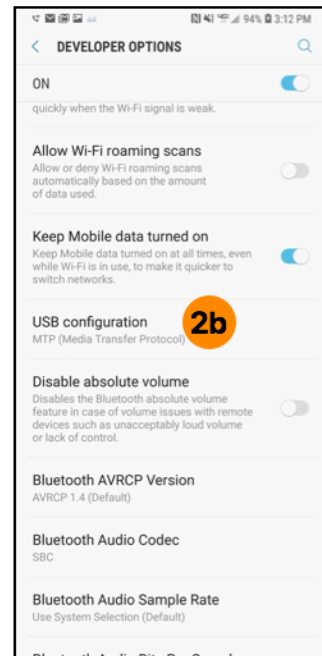 94% 3:12 PM
DEVELOPER OPTIONS
ON
quickly when the Wi-Fi signal is weak.
Allow Wi-Fi roaming scans
Allow or deny Wi-Fi roaming scans
automatically based on the amount
of data used.
Keep Mobile data turned on
Keep Mobile data turned on at all times, even
while Wi-Fi is in use, to make it quicker to
switch networks.
USB configuration
2b
MTP (Media Transfer Protocol)
Disable absolute volume
Disables the Bluetooth absolute volume
feature in case of volume issues with remote
devices such as unacceptably loud volume
or lack of control.
Bluetooth AVRCP Version
AVRCP 1.4 (Default)
Bluetooth Audio Codec
SBC
Bluetooth Audio Sample Rate
Use System Selection (Default)